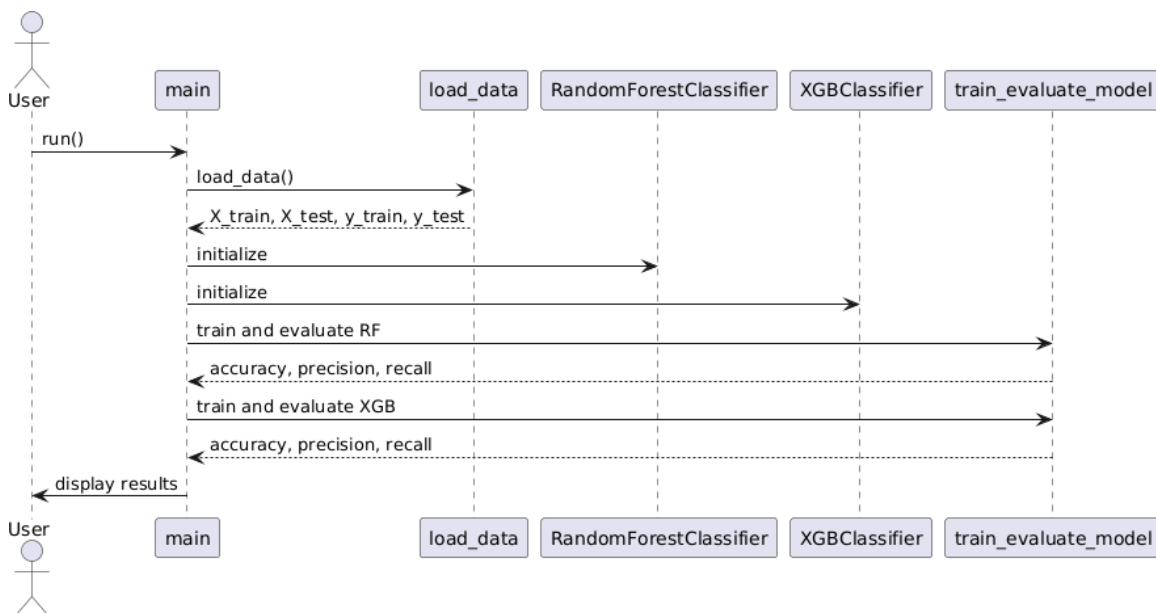 User
main
load_data
RandomForestClassifier
XGBClassifier
train_evaluate_model
run()
load_data()
X_train, X_test, y_train, y_test
initialize
initialize
train and evaluate RF
accuracy, precision, recall
train and evaluate XGB
accuracy, precision, recall
display results
User
main
load_data
RandomForestClassifier
XGBClassifier
train_evaluate_model